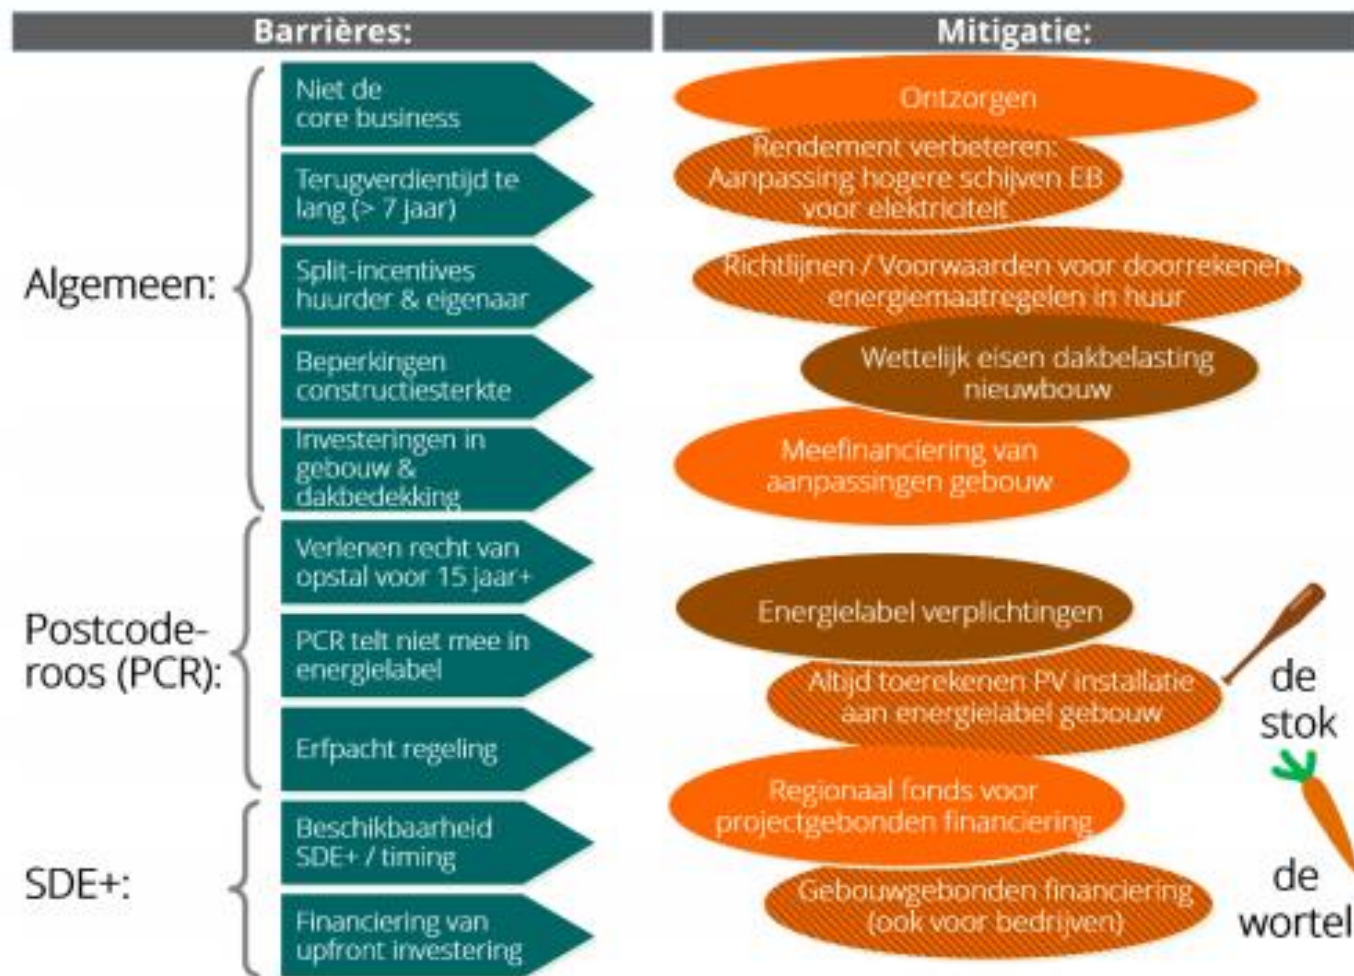 Barrières:
Mitigatie:
Algemeen:
Niet de
core business
Terugverdientijd te
lang (> 7 jaar)
Split-incentives
huurder & eigenaar
Beperkingen
constructiesterkte
Investeringen in
gebouw &
dakbedekking
Postcode-
roos (PCR):
Verlenen recht van
opstal voor 15 jaar+
PCR telt niet mee in
energielabel
Erfpacht regeling
SDE+:
Beschikbaarheid
SDE+ / timing
Financiering van
upfront investering
Ontzorgen
Rendement verbeteren:
Aanpassing hogere schijven EB
voor elektriciteit
Richtlijnen / Voorwaarden voor doorrekenen
energiemaatregelen in huur
Wettelijk eisen dakbelasting
nieuwbouw
Meefinanciering van
aanpassingen gebouw
Energielabel verplichtingen
Altijd toerekenen PV installatie
aan energielabel gebouw
Regionaal fonds voor
projectgebonden financiering
Gebouwgebonden financiering
(ook voor bedrijven)
de
stok
de
wortel